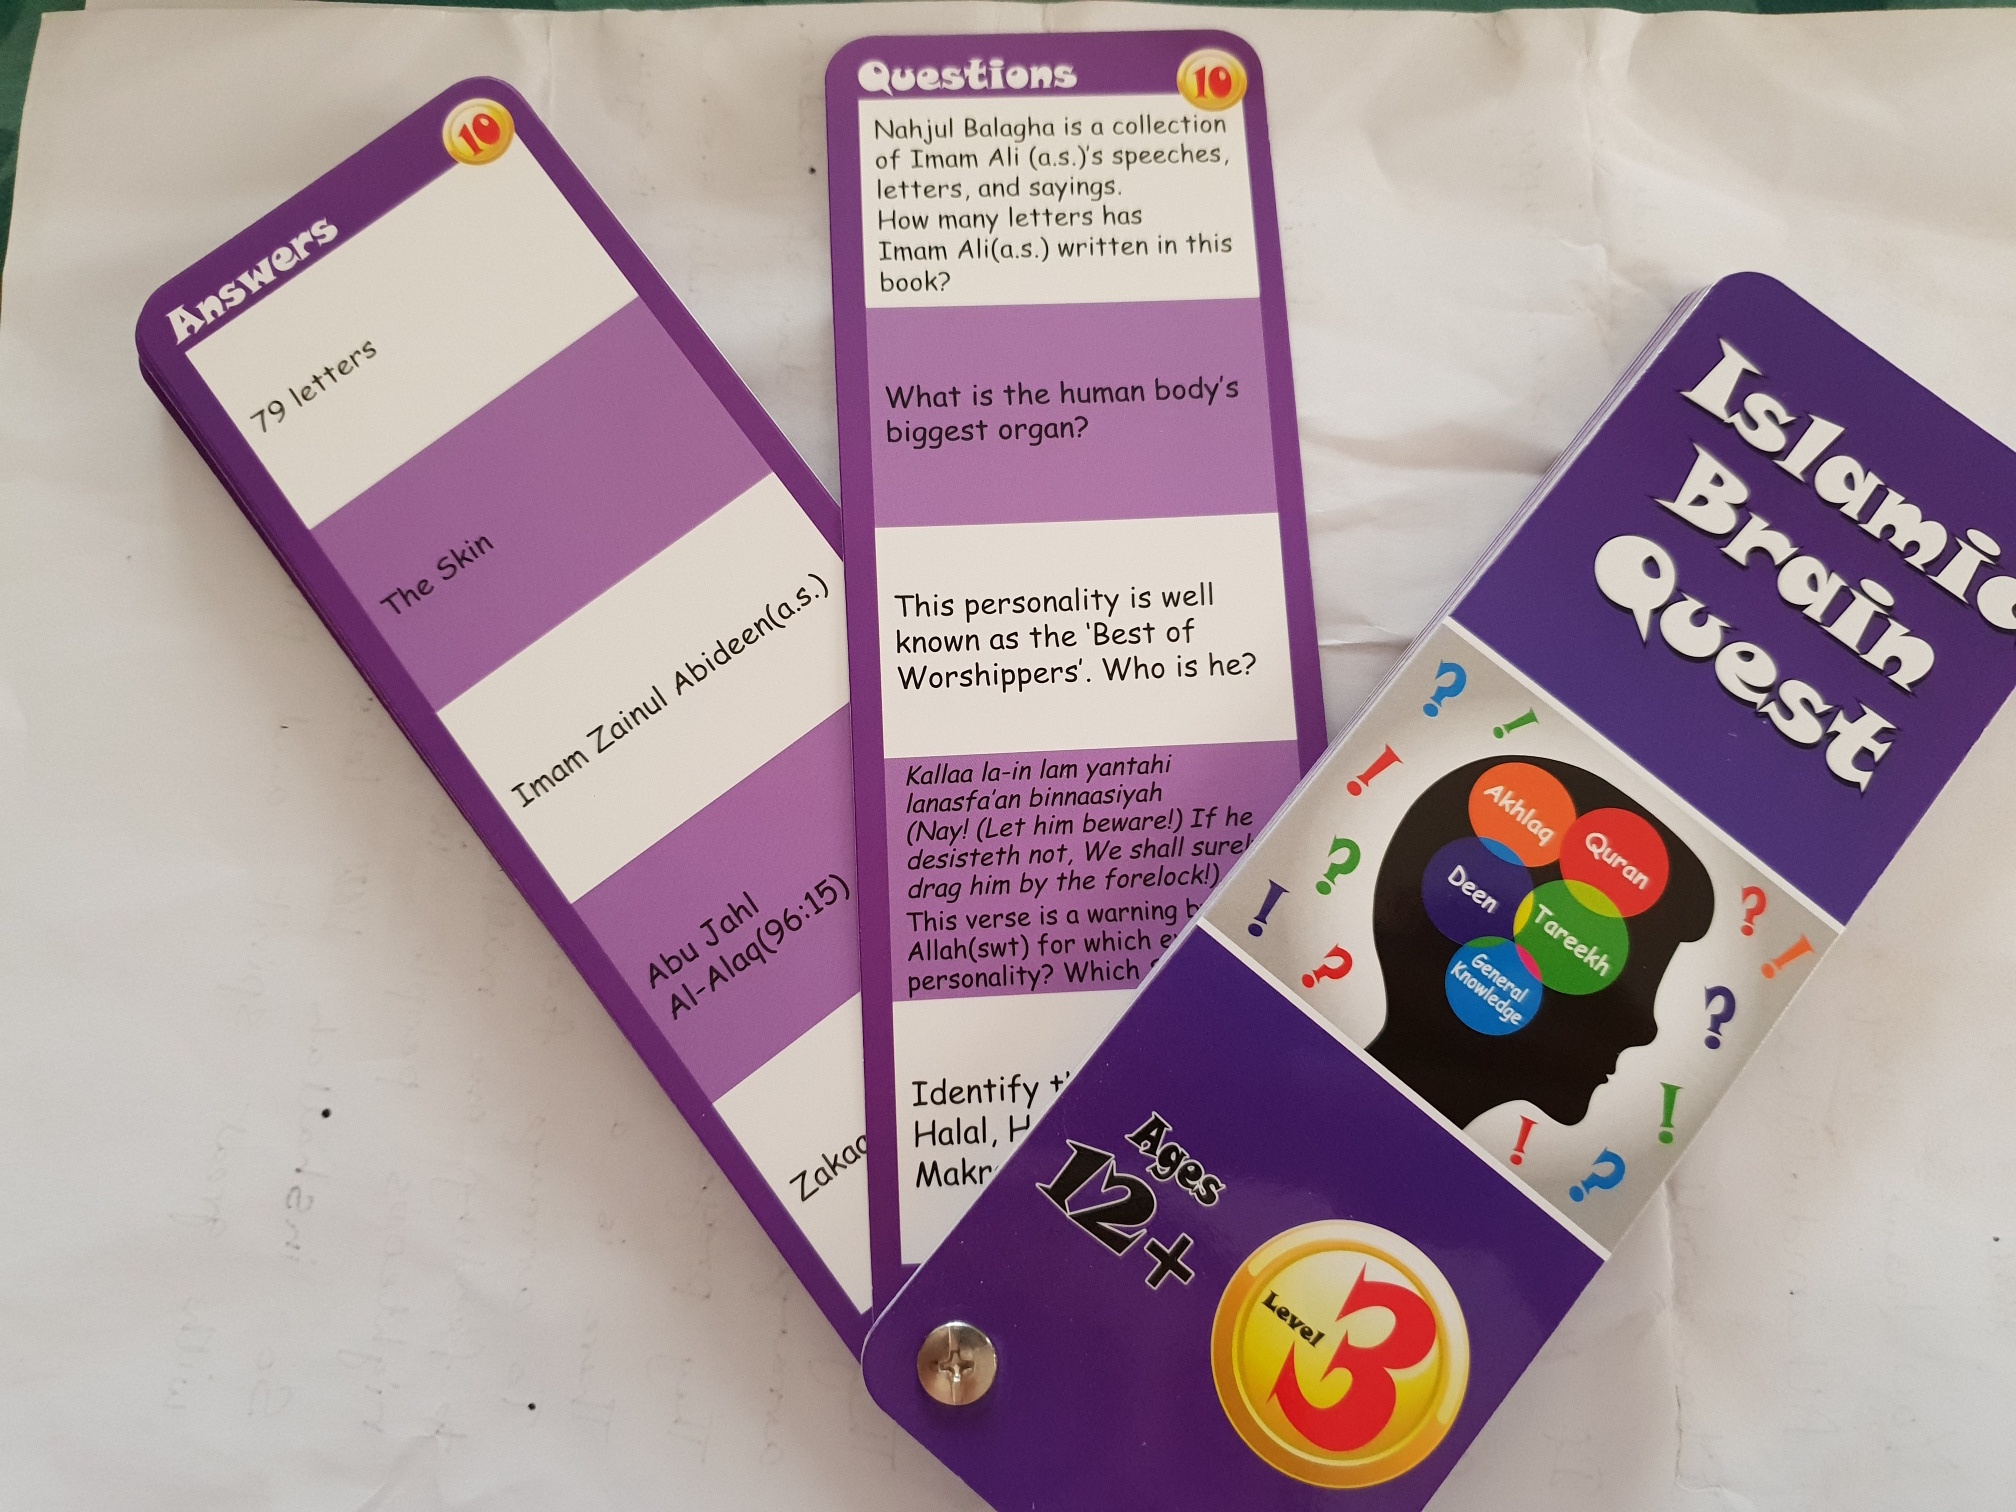 Answers
10
79 letters
The Skin
Imam Zainul Abideen(a.s.)
Abu Jahl
Al-Alaq(96:15)
Questions
10
Nahjul Balagha is a collection
of Imam Ali (a.s.)'s speeches,
letters, and sayings.
How many letters has
Imam Ali(a.s.) written in this
book?
What is the human body's
biggest organ?
This personality is well
known as the 'Best of
Worshippers'. Who is he?
Kallaa la-in lam yantahi
lanasfa'an binnaasiyah
(Nay! (Let him beware!) If he
desisteth not, We shall
drag him by the forelock!)
This verse is a warning
Allah(swt) for which
personality? Which
Identify
Halal,
Islamic
Brain
Quest
Akhlaq
Quran
Deen
Tareekh
General
Knowledge
Ages
12+
Level
3